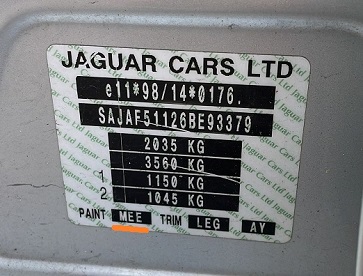 JAGUAR CARS LTD
e11*98/14*0176.
SAJAF51126BE93379
2035 KG
3560 KG
1 1150 KG
2 1045 KG
PAINT MEE TRIM LEG AY